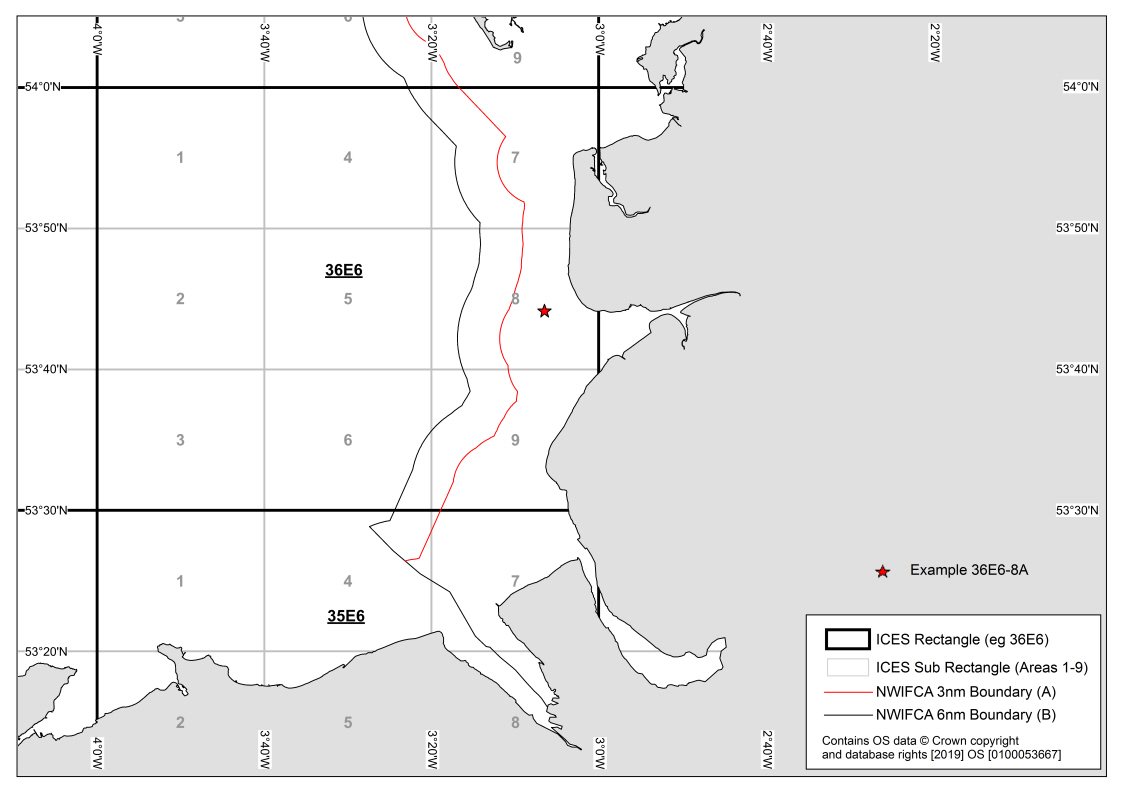 3
6
4°0'W
3°40'W
3°20'W
3°0'W
2°40'W
2°20'W
9
54°0'N
54°0'N
1
4
7
53°50'N
53°50'N
36E6
2
5
8
53°40'N
53°40'N
3
6
9
53°30'N
53°30'N
Example 36E6-8A
1
4
7
35E6
53°20'N
2
5
8
4°0'W
3°40'W
3°20'W
3°0'W
2°40'W
ICES Rectangle (eg 36E6)
ICES Sub Rectangle (Areas 1-9)
NWIFCA 3nm Boundary (A)
NWIFCA 6nm Boundary (B)
Contains OS data © Crown copyright
and database rights [2019] OS [0100053667]